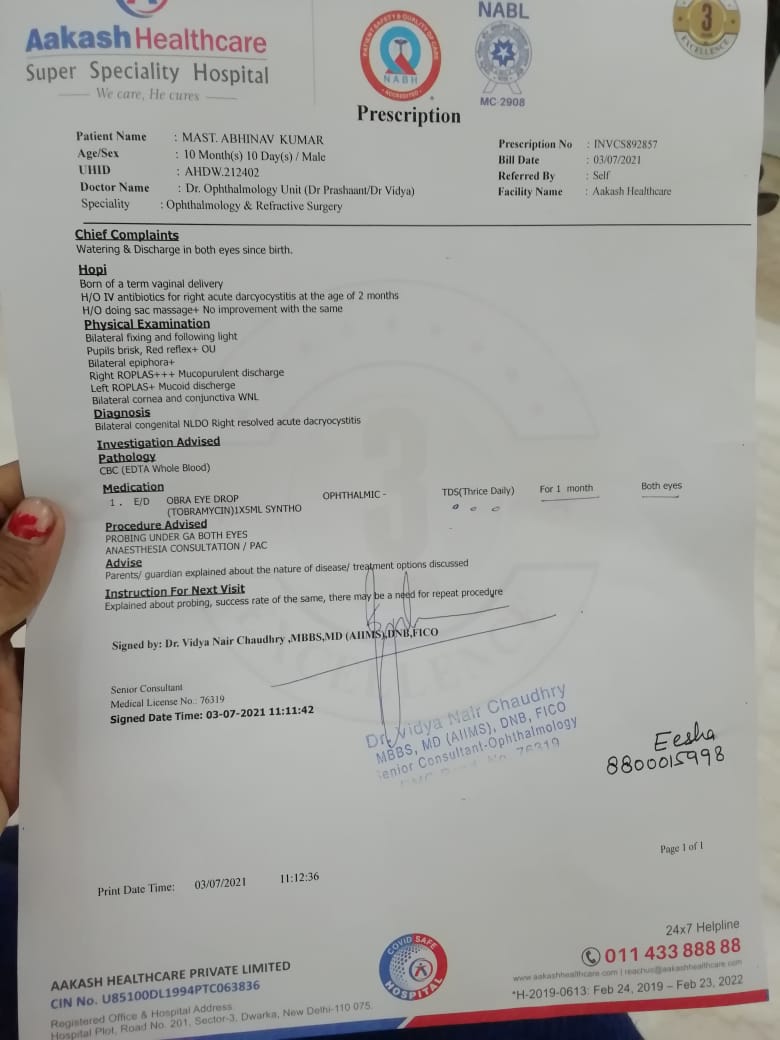 Aakash Healthcare
Super Speciality Hospital
We care, He cures
PATIENT SAFETY & QUALITY OF CARE
NABH
ACCREDITED
NABL
MC-2908
3
EXCELLENCE
Prescription
Patient Name : MAST. ABHINAV KUMAR
Age/Sex : 10 Month(s) 10 Day(s) / Male
UHID : AHDW.212402
Doctor Name : Dr. Ophthalmology Unit (Dr Prashaant/Dr Vidya)
Speciality : Ophthalmology & Refractive Surgery
Prescription No : INVCS892857
Bill Date : 03/07/2021
Referred By : Self
Facility Name : Aakash Healthcare
Chief Complaints
Watering & Discharge in both eyes since birth.
Hopi
Born of a term vaginal delivery
H/O IV antibiotics for right acute darcyocystitis at the age of 2 months
H/O doing sac massage+ No improvement with the same
Physical Examination
Bilateral fixing and following light
Pupils brisk, Red reflex+ OU
Bilateral epiphora+
Right ROPLAS+++ Mucopurulent discharge
Left ROPLAS+ Mucoid discherge
Bilateral cornea and conjunctiva WNL
Diagnosis
Bilateral congenital NLDO Right resolved acute dacryocystitis
Investigation Advised
Pathology
CBC (EDTA Whole Blood)
Medication
1 . E/D OBRA EYE DROP OPHTHALMIC - TDS(Thrice Daily) For 1 month Both eyes
(TOBRAMYCIN)1X5ML SYNTHO
Procedure Advised
PROBING UNDER GA BOTH EYES
ANAESTHESIA CONSULTATION / PAC
Advise
Parents/ guardian explained about the nature of disease/ treatment options discussed
Instruction For Next Visit
Explained about probing, success rate of the same, there may be a need for repeat procedure
Signed by: Dr. Vidya Nair Chaudhry ,MBBS,MD (AIIMS),DNB,FICO
Senior Consultant
Medical License No.: 76319
Signed Date Time: 03-07-2021 11:11:42
Dr. Vidya Nair Chaudhry
MBBS, MD (AIIMS), DNB, FICO
Senior Consultant-Ophthalmology
No. 76319
Eesha
8800015998
Page 1 of 1
Print Date Time: 03/07/2021 11:12:36
24x7 Helpline
011 433 888 88
www.aakashhealthcare.com | reachus@aakashhealthcare.com
*H-2019-0613: Feb 24, 2019 – Feb 23, 2022
COVID SAFE
HOSPITAL
AAKASH HEALTHCARE PRIVATE LIMITED
CIN No. U85100DL1994PTC063836
Registered Office & Hospital Address
Hospital Plot, Road No. 201, Sector-3, Dwarka, New Delhi-110 075.